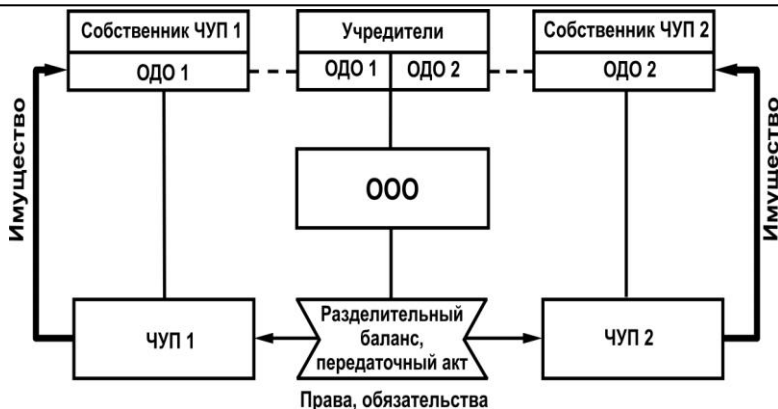 Собственник ЧУП 1
Учредители
Собственник ЧУП 2
ОДО 1
ОДО 1
ОДО 2
ОДО 2
Имущество
Имущество
ООО
ЧУП 1
Разделительный
баланс,
передаточный акт
ЧУП 2
Права, обязательства